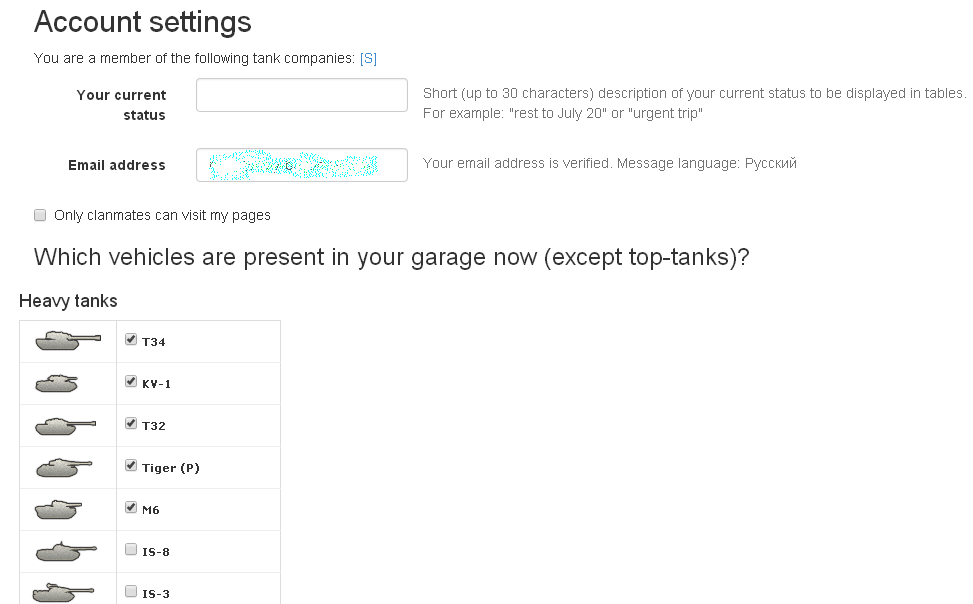 Account settings
You are a member of the following tank companies: [S]
Your current status
Short (up to 30 characters) description of your current status to be displayed in tables.
For example: "rest to July 20" or "urgent trip"
Email address
Your email address is verified. Message language: Русский
Only clanmates can visit my pages
Which vehicles are present in your garage now (except top-tanks)?
Heavy tanks
T34
KV-1
T32
Tiger (P)
M6
IS-8
IS-3